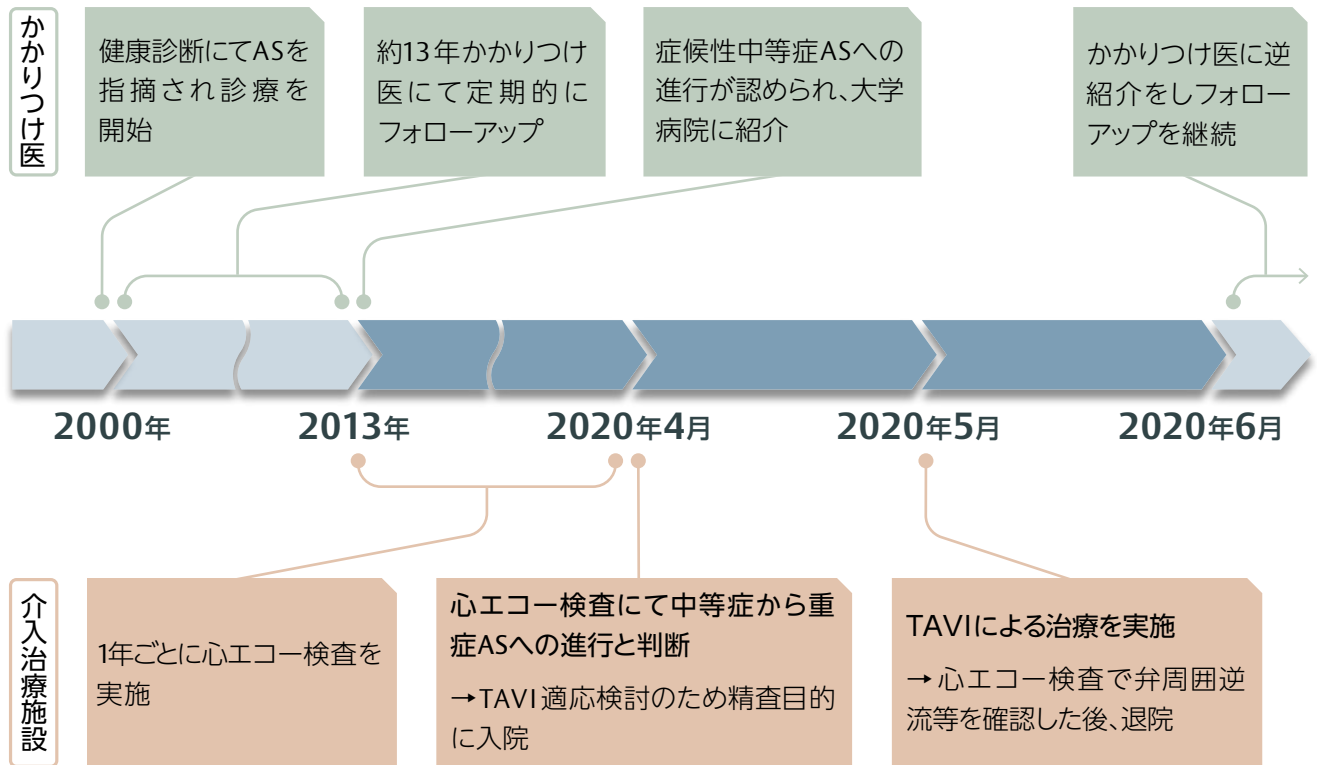 かかりつけ医
健康診断にてASを
指摘され診療を
開始
約13年かかりつけ
医にて定期的に
フォローアップ
症候性中等症ASへの
進行が認められ、大学
病院に紹介
かかりつけ医に逆
紹介をしフォロー
アップを継続
2000年
2013年
2020年4月
2020年5月
2020年6月
介入治療施設
1年ごとに心エコー検査を
実施
心エコー検査にて中等症から重
症ASへの進行と判断
→TAVI適応検討のため精査目的
に入院
TAVIによる治療を実施
→心エコー検査で弁周囲逆
流等を確認した後、退院